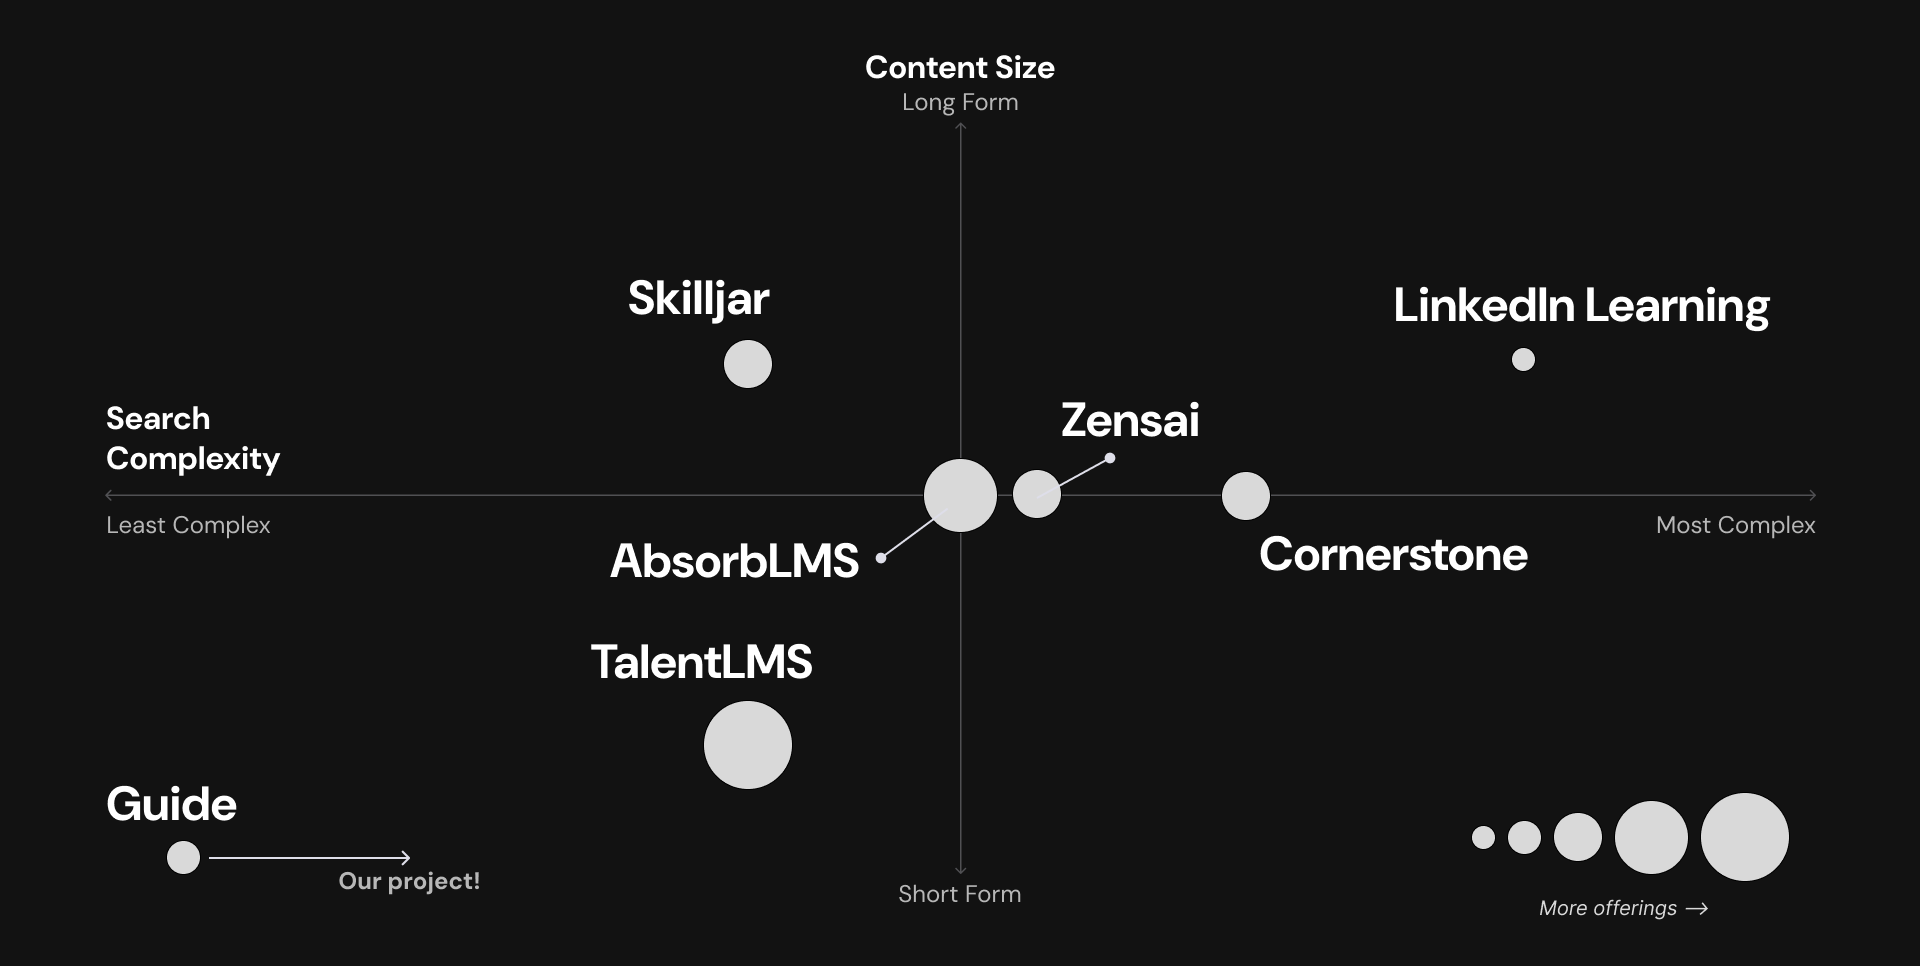 Content Size
Long Form
Skilljar
LinkedIn Learning
Search
Complexity
Zensai
Least Complex
Most Complex
AbsorbLMS
Cornerstone
TalentLMS
Guide
Our project!
Short Form
More offerings →